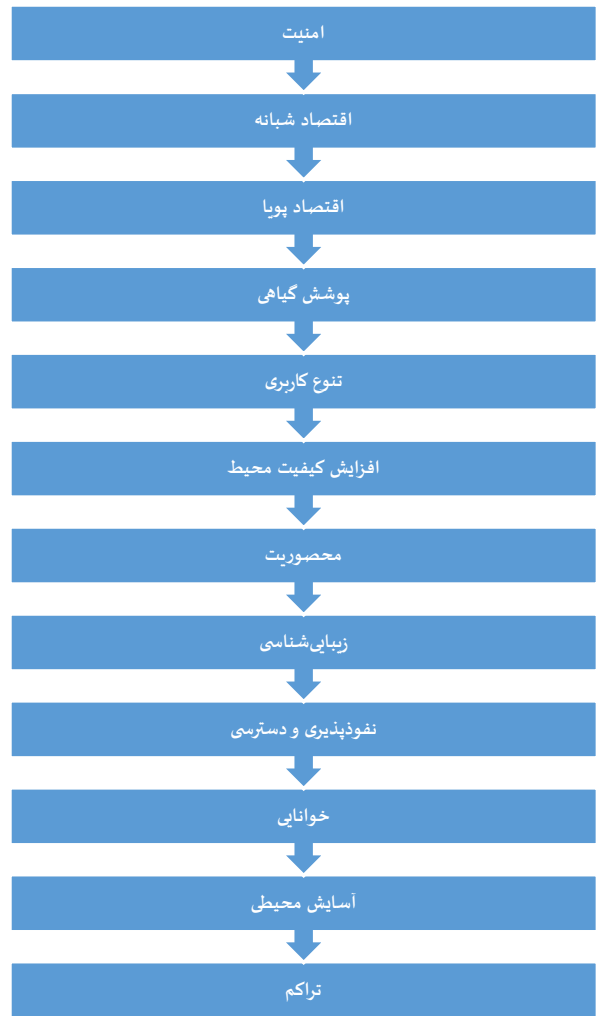 امنیت
اقتصاد شبانه
اقتصاد پویا
پوشش گیاهی
تنوع کاربری
افزایش کیفیت محیط
محصوریت
زیبایی‌شناسی
نفوذپذیری و دسترسی
خوانایی
آسایش محیطی
تراکم